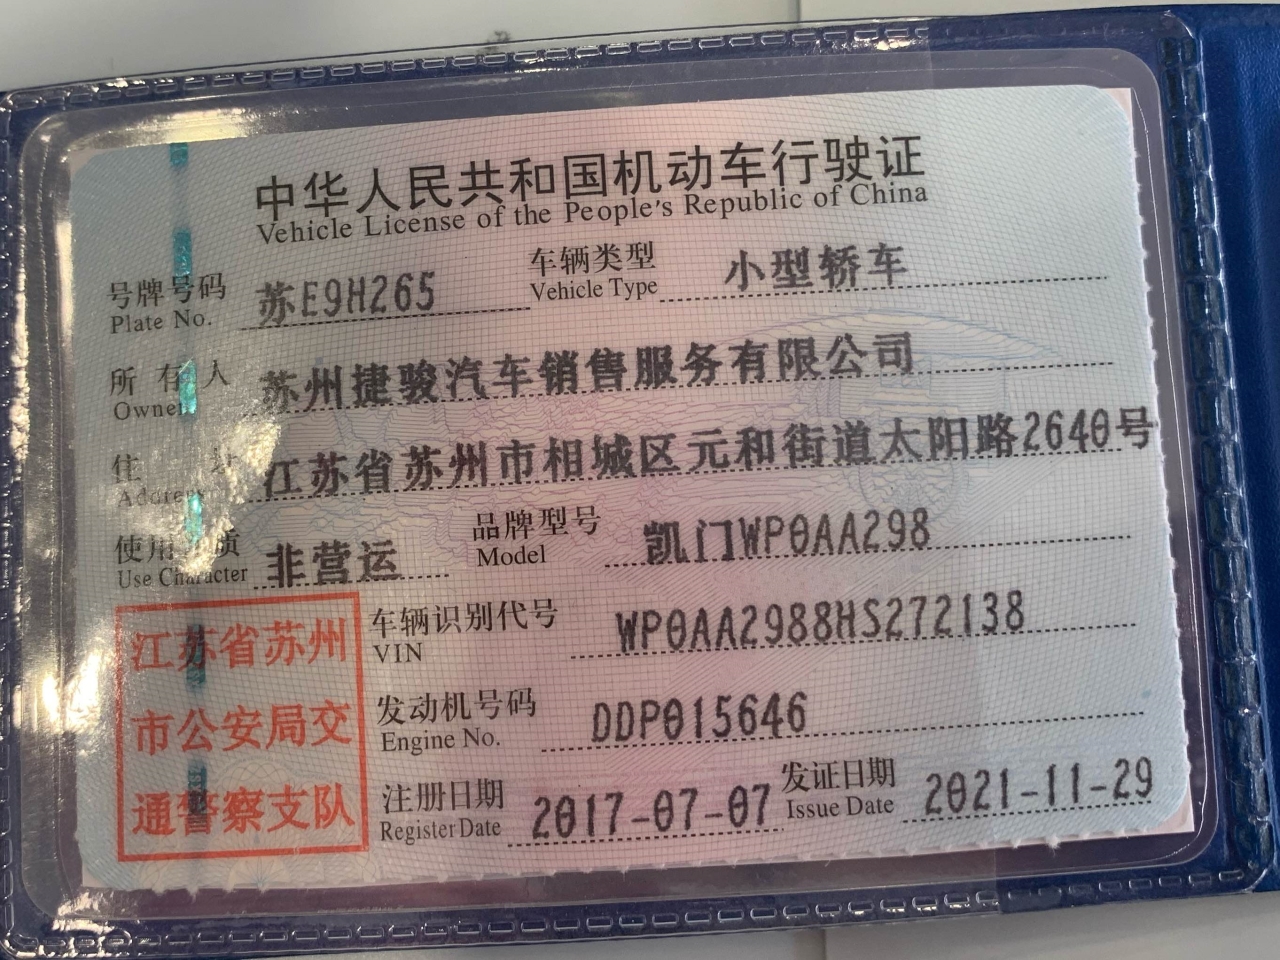 中华人民共和国机动车行驶证
Vehicle License of the People's Republic of China
号牌号码 苏E9H265 车辆类型 小型轿车
Plate No. Vehicle Type
所有人 苏州捷骏汽车销售服务有限公司
Owner
住址 江苏省苏州市相城区元和街道太阳路2640号
Address
使用性质 非营运 品牌型号 凯门WP0AA298
Use Character Model
车辆识别代号 WP0AA2988HS272138
VIN
发动机号码 DDP015646
Engine No.
注册日期 2017-07-07 发证日期 2021-11-29
Register Date Issue Date
江苏省苏州
市公安局交
通警察支队